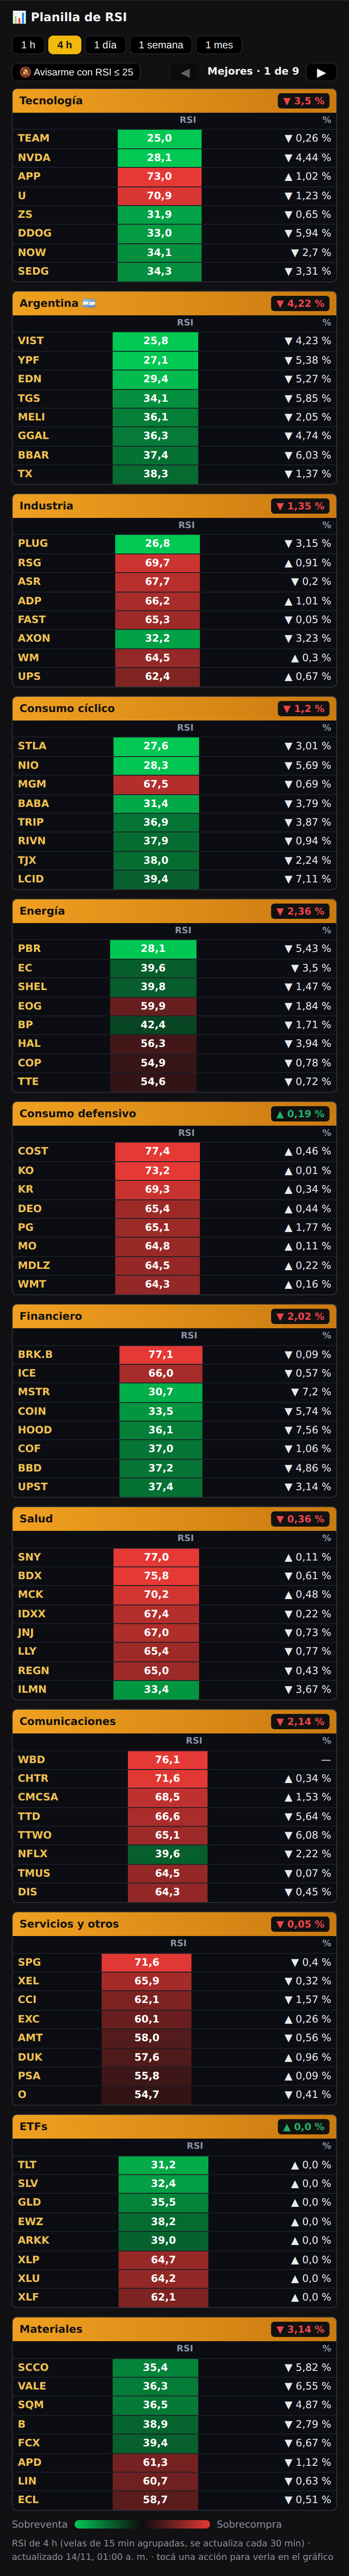 📊 Planilla de RSI
1 h 4 h 1 día 1 semana 1 mes
🔕 Avisarme con RSI ≤ 25 ◀ Mejores · 1 de 9 ▶
Tecnología ▼ 3,5 %
RSI %
TEAM 25,0 ▼ 0,26 %
NVDA 28,1 ▼ 4,44 %
APP 73,0 ▲ 1,02 %
U 70,9 ▼ 1,23 %
ZS 31,9 ▼ 0,65 %
DDOG 33,0 ▼ 5,94 %
NOW 34,1 ▼ 2,7 %
SEDG 34,3 ▼ 3,31 %
Argentina 🇦🇷 ▼ 4,22 %
RSI %
VIST 25,8 ▼ 4,23 %
YPF 27,1 ▼ 5,38 %
EDN 29,4 ▼ 5,27 %
TGS 34,1 ▼ 5,85 %
MELI 36,1 ▼ 2,05 %
GGAL 36,3 ▼ 4,74 %
BBAR 37,4 ▼ 6,03 %
TX 38,3 ▼ 1,37 %
Industria ▼ 1,35 %
RSI %
PLUG 26,8 ▼ 3,15 %
RSG 69,7 ▲ 0,91 %
ASR 67,7 ▼ 0,2 %
ADP 66,2 ▲ 1,01 %
FAST 65,3 ▼ 0,05 %
AXON 32,2 ▼ 3,23 %
WM 64,5 ▲ 0,3 %
UPS 62,4 ▲ 0,67 %
Consumo cíclico ▼ 1,2 %
RSI %
STLA 27,6 ▼ 3,01 %
NIO 28,3 ▼ 5,69 %
MGM 67,5 ▼ 0,69 %
BABA 31,4 ▼ 3,79 %
TRIP 36,9 ▼ 3,87 %
RIVN 37,9 ▼ 0,94 %
TJX 38,0 ▼ 2,24 %
LCID 39,4 ▼ 7,11 %
Energía ▼ 2,36 %
RSI %
PBR 28,1 ▼ 5,43 %
EC 39,6 ▼ 3,5 %
SHEL 39,8 ▼ 1,47 %
EOG 59,9 ▼ 1,84 %
BP 42,4 ▼ 1,71 %
HAL 56,3 ▼ 3,94 %
COP 54,9 ▼ 0,78 %
TTE 54,6 ▼ 0,72 %
Consumo defensivo ▲ 0,19 %
RSI %
COST 77,4 ▲ 0,46 %
KO 73,2 ▲ 0,01 %
KR 69,3 ▲ 0,34 %
DEO 65,4 ▲ 0,44 %
PG 65,1 ▲ 1,77 %
MO 64,8 ▲ 0,11 %
MDLZ 64,5 ▲ 0,22 %
WMT 64,3 ▲ 0,16 %
Financiero ▼ 2,02 %
RSI %
BRK.B 77,1 ▼ 0,09 %
ICE 66,0 ▼ 0,57 %
MSTR 30,7 ▼ 7,2 %
COIN 33,5 ▼ 5,74 %
HOOD 36,1 ▼ 7,56 %
COF 37,0 ▼ 1,06 %
BBD 37,2 ▼ 4,86 %
UPST 37,4 ▼ 3,14 %
Salud ▼ 0,36 %
RSI %
SNY 77,0 ▲ 0,11 %
BDX 75,8 ▼ 0,61 %
MCK 70,2 ▲ 0,48 %
IDXX 67,4 ▼ 0,22 %
JNJ 67,0 ▼ 0,73 %
LLY 65,4 ▼ 0,77 %
REGN 65,0 ▼ 0,43 %
ILMN 33,4 ▼ 3,67 %
Comunicaciones ▼ 2,14 %
RSI %
WBD 76,1 —
CHTR 71,6 ▲ 0,34 %
CMCSA 68,5 ▲ 1,53 %
TTD 66,6 ▼ 5,64 %
TTWO 65,1 ▼ 6,08 %
NFLX 39,6 ▼ 2,22 %
TMUS 64,5 ▼ 0,07 %
DIS 64,3 ▼ 0,45 %
Servicios y otros ▼ 0,05 %
RSI %
SPG 71,6 ▼ 0,4 %
XEL 65,9 ▼ 0,32 %
CCI 62,1 ▼ 1,57 %
EXC 60,1 ▲ 0,26 %
AMT 58,0 ▼ 0,56 %
DUK 57,6 ▲ 0,96 %
PSA 55,8 ▲ 0,09 %
O 54,7 ▼ 0,41 %
ETFs ▲ 0,0 %
RSI %
TLT 31,2 ▲ 0,0 %
SLV 32,4 ▲ 0,0 %
GLD 35,5 ▲ 0,0 %
EWZ 38,2 ▲ 0,0 %
ARKK 39,0 ▲ 0,0 %
XLP 64,7 ▲ 0,0 %
XLU 64,2 ▲ 0,0 %
XLF 62,1 ▲ 0,0 %
Materiales ▼ 3,14 %
RSI %
SCCO 35,4 ▼ 5,82 %
VALE 36,3 ▼ 6,55 %
SQM 36,5 ▼ 4,87 %
B 38,9 ▼ 2,79 %
FCX 39,4 ▼ 6,67 %
APD 61,3 ▼ 1,12 %
LIN 60,7 ▼ 0,63 %
ECL 58,7 ▼ 0,51 %
Sobreventa Sobrecompra
RSI de 4 h (velas de 15 min agrupadas, se actualiza cada 30 min) ·
actualizado 14/11, 01:00 a. m. · tocá una acción para verla en el gráfico